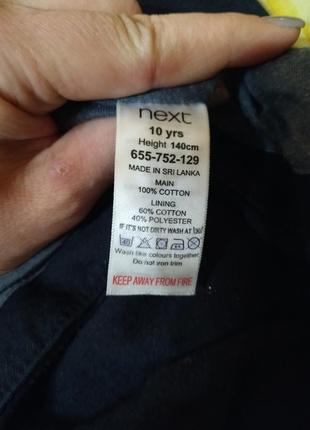 next
10 yrs
Height 140cm
655-752-129
MADE IN SRI LANKA
MAIN
100% COTTON
LINING
60% COTTON
40% POLYESTER
IF IT'S NOT DIRTY WASH AT 30°
Wash like colours together
Do not iron trim
KEEP AWAY FROM FIRE